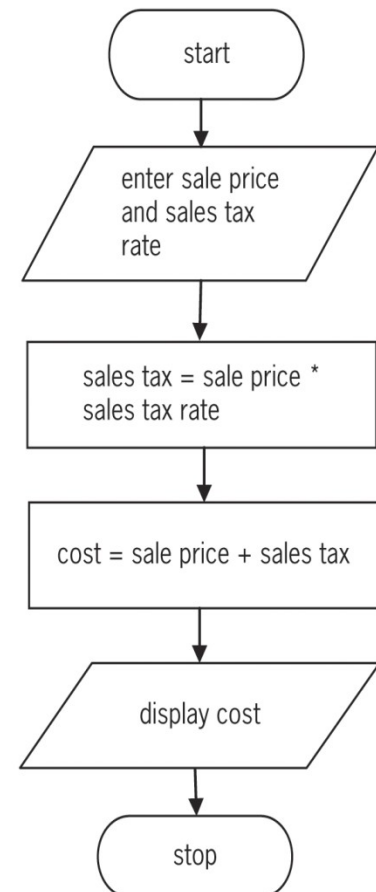 start
enter sale price
and sales tax
rate
sales tax = sale price *
sales tax rate
cost = sale price + sales tax
display cost
stop